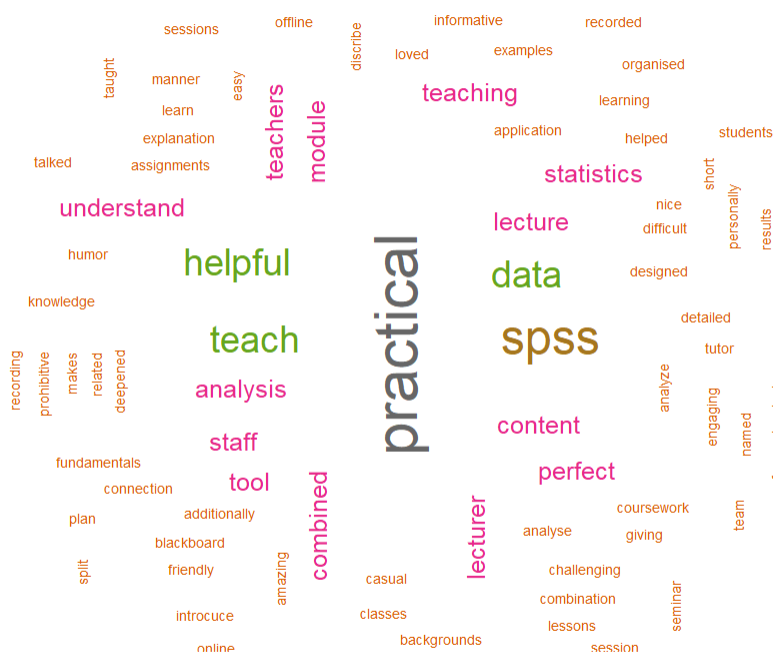 sessions
offline
discribe
informative
recorded
taught
manner
easy
loved
examples
organised
learn
teachers
module
teaching
learning
explanation
application
helped
students
talked
assignments
statistics
short
understand
lecture
nice
personally
difficult
results
humor
helpful
practical
data
designed
knowledge
teach
spss
detailed
tutor
recording
prohibitive
makes
related
deepened
analysis
analyze
engaging
named
staff
content
fundamentals
tool
combined
perfect
connection
plan
additionally
lecturer
coursework
team
blackboard
analyse
giving
split
friendly
amazing
casual
challenging
introcuce
classes
combination
seminar
lessons
online
backgrounds
session